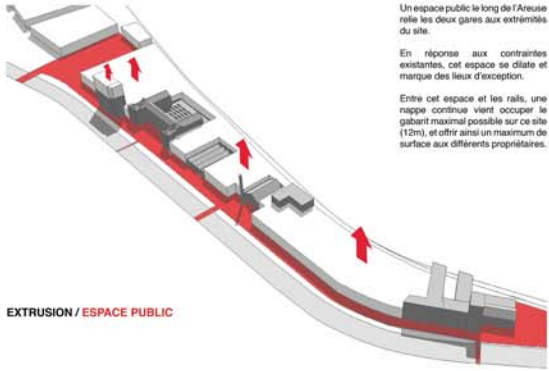 Un espace public le long de l'Areuse
relie les deux gares aux extrémités
du site.
En réponse aux contraintes
existantes, cet espace se dilate et
marque des lieux d'exception.
Entre cet espace et les rails, une
nappe continue vient occuper le
gabarit maximal possible sur ce site
(12m), et offrir ainsi un maximum de
surface aux différents propriétaires.
EXTRUSION / ESPACE PUBLIC